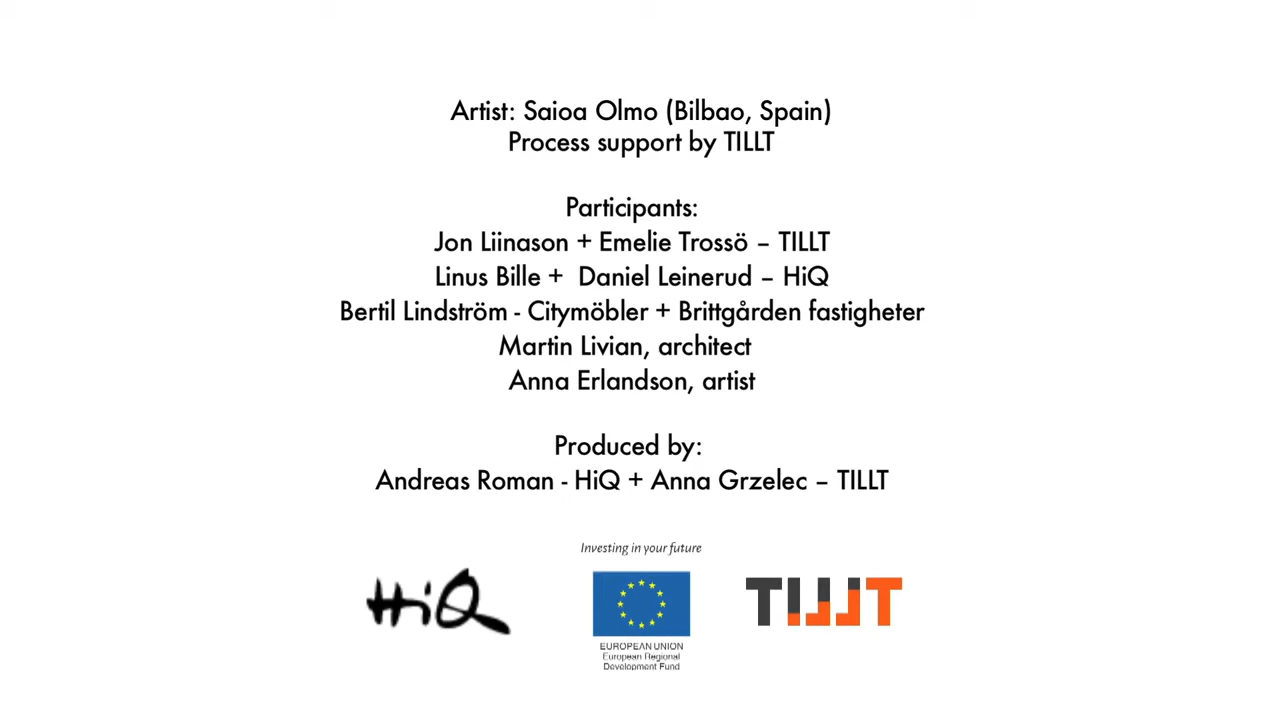 Artist: Saioa Olmo (Bilbao, Spain)
Process support by TILLT
Participants:
Jon Liinason + Emelie Trossö – TILLT
Linus Bille + Daniel Leinerud – HiQ
Bertil Lindström - Citymöbler + Brittgården fastigheter
Martin Livian, architect
Anna Erlandson, artist
Produced by:
Andreas Roman - HiQ + Anna Grzelec – TILLT
Investing in your future
HiQ
TILLT
EUROPEAN UNION
European Regional
Development Fund